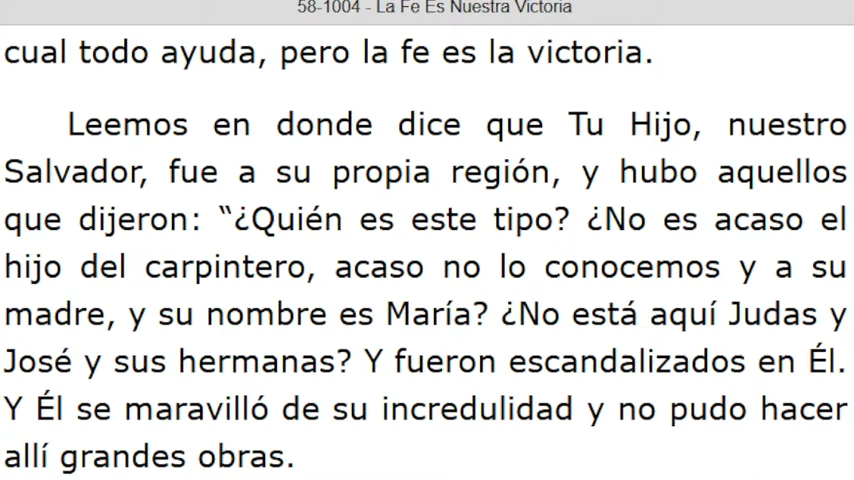 58-1004 - La Fe Es Nuestra Victoria
cual todo ayuda, pero la fe es la victoria.
Leemos en donde dice que Tu Hijo, nuestro
Salvador, fue a su propia región, y hubo aquellos
que dijeron: “¿Quién es este tipo? ¿No es acaso el
hijo del carpintero, acaso no lo conocemos y a su
madre, y su nombre es María? ¿No está aquí Judas y
José y sus hermanas? Y fueron escandalizados en Él.
Y Él se maravilló de su incredulidad y no pudo hacer
allí grandes obras.